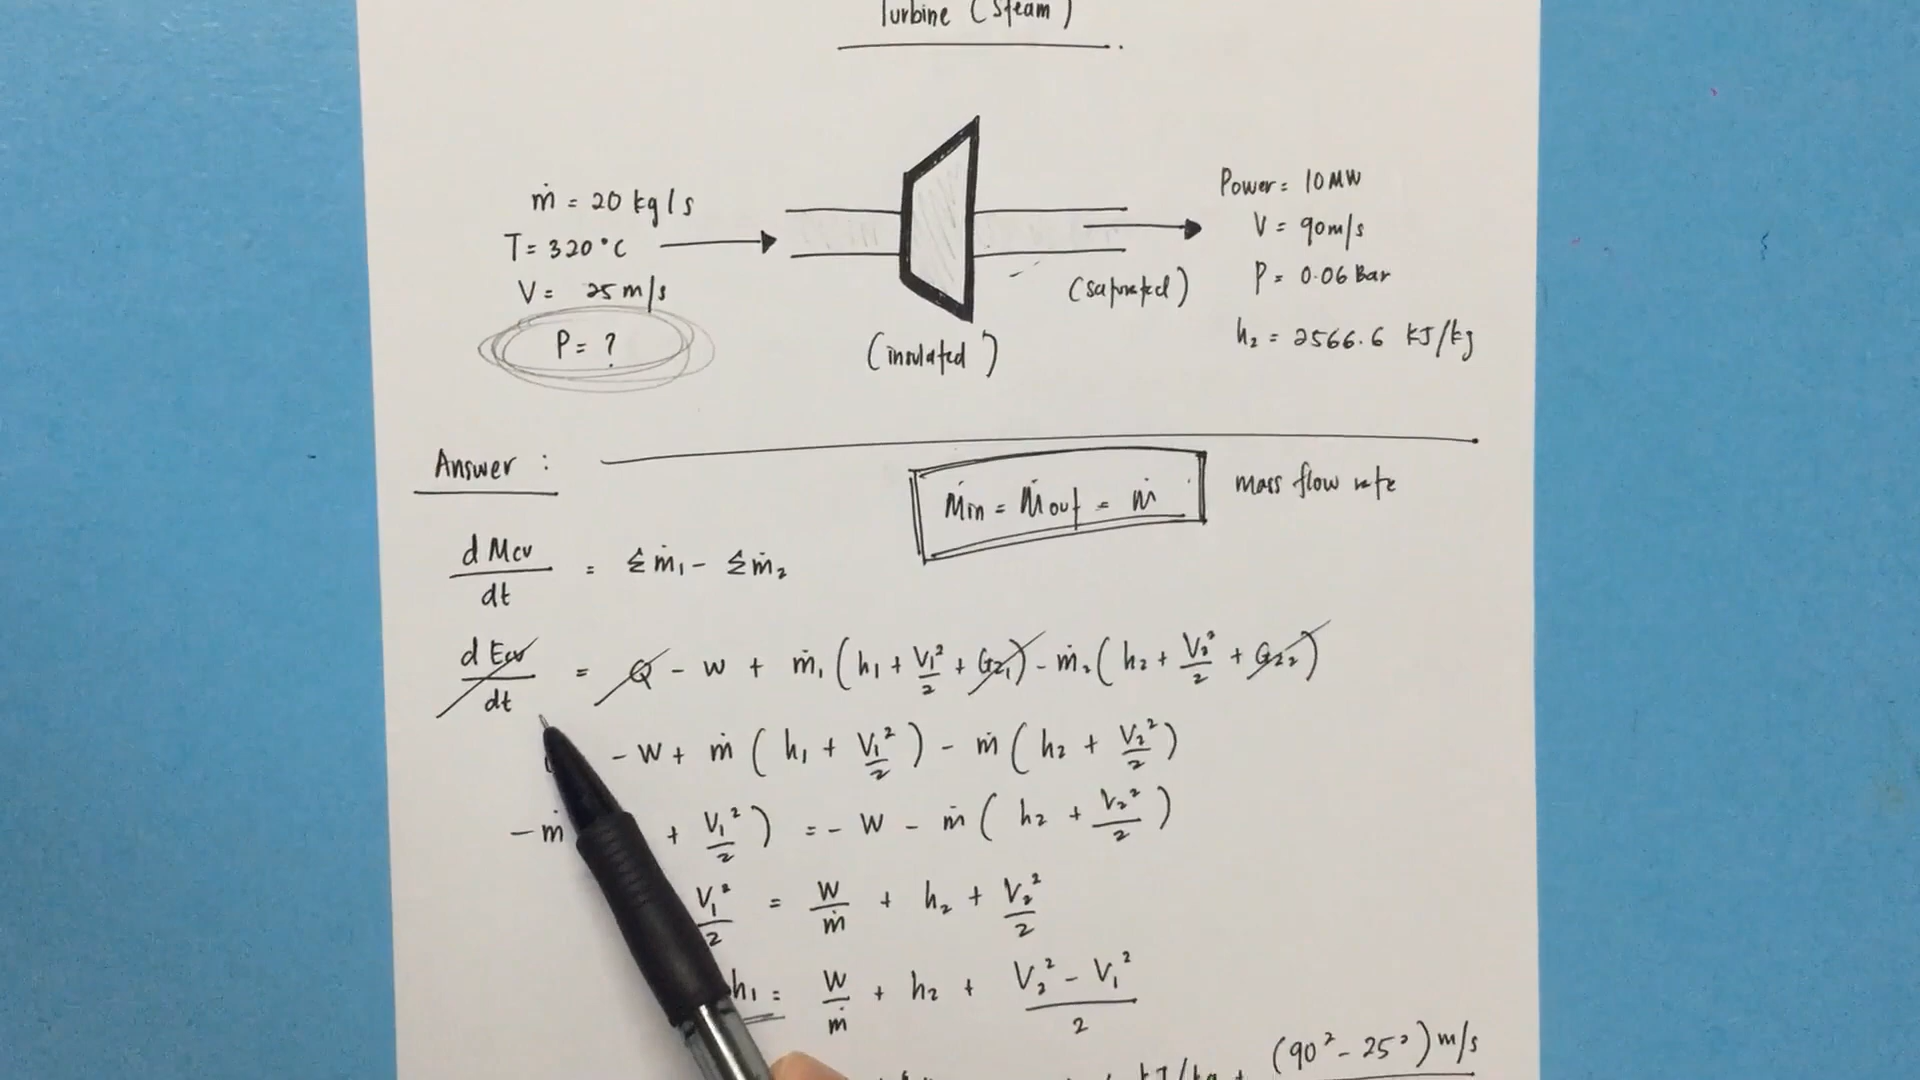 Turbine (Steam)
ṁ = 20 kg/s
T = 320°C
V = 25 m/s
P = ?
(insulated)
(saturated)
Power = 10 MW
V = 90 m/s
P = 0.06 Bar
h₂ = 2566.6 kJ/kg
Answer :
Ṁin = Ṁout = ṁ
mass flow rate
dMcv/dt = Σṁ₁ - Σṁ₂
dEcv/dt = Q - W + ṁ₁(h₁ + V₁²/2 + Gz₁) - ṁ₂(h₂ + V₂²/2 + Gz₂)
- W + ṁ(h₁ + V₁²/2) - ṁ(h₂ + V₂²/2)
-ṁ + V₁²/2) = - W - ṁ(h₂ + V₂²/2)
V₁²/2 = W/ṁ + h₂ + V₂²/2
h₁ = W/ṁ + h₂ + (V₂² - V₁²)/2
kJ/kg + (90² - 25²) m/s